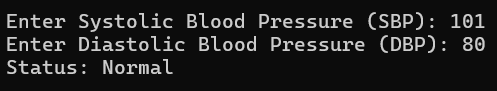 Enter Systolic Blood Pressure (SBP): 101
Enter Diastolic Blood Pressure (DBP): 80
Status: Normal